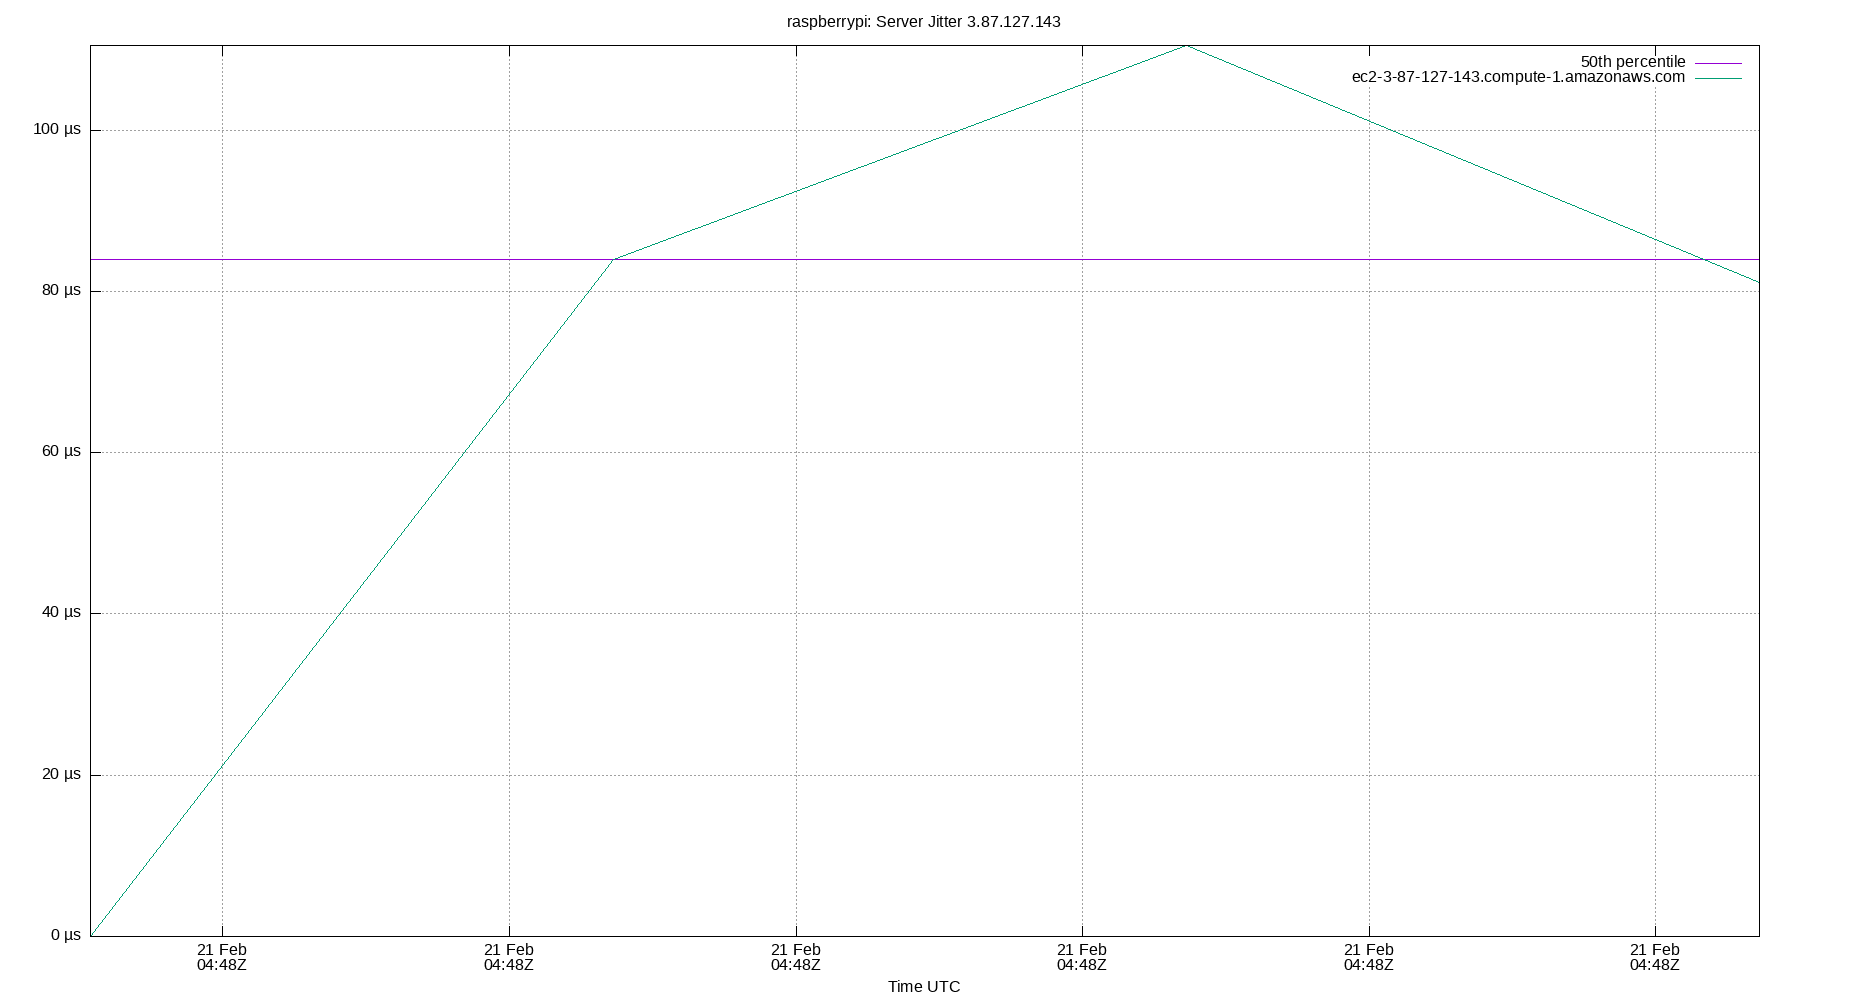 raspberrypi: Server Jitter 3.87.127.143
50th percentile
ec2-3-87-127-143.compute-1.amazonaws.com
100 µs
80 µs
60 µs
40 µs
20 µs
0 µs
21 Feb 21 Feb 21 Feb 21 Feb 21 Feb 21 Feb
04:48Z 04:48Z 04:48Z 04:48Z 04:48Z 04:48Z
Time UTC